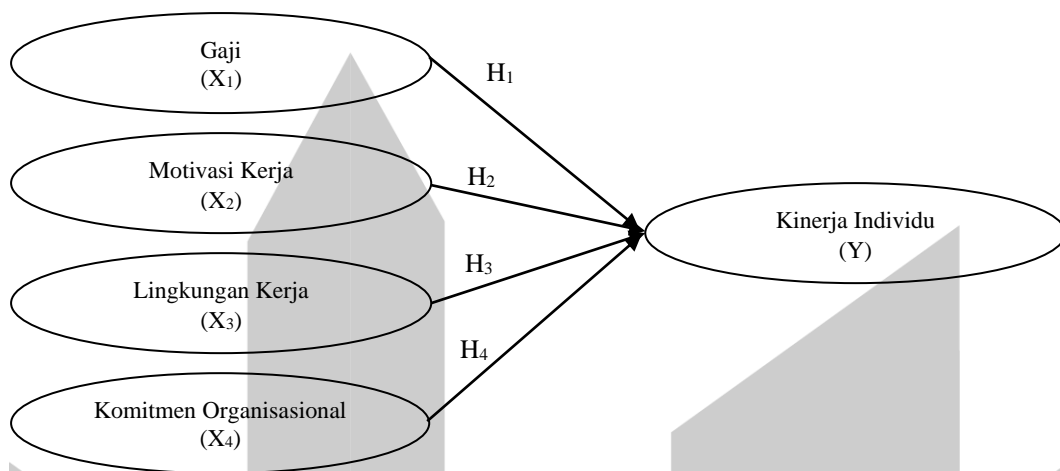 Gaji
(X₁)
H₁
Motivasi Kerja
(X₂)
H₂
Kinerja Individu
(Y)
Lingkungan Kerja
(X₃)
H₃
Komitmen Organisasional
(X₄)
H₄